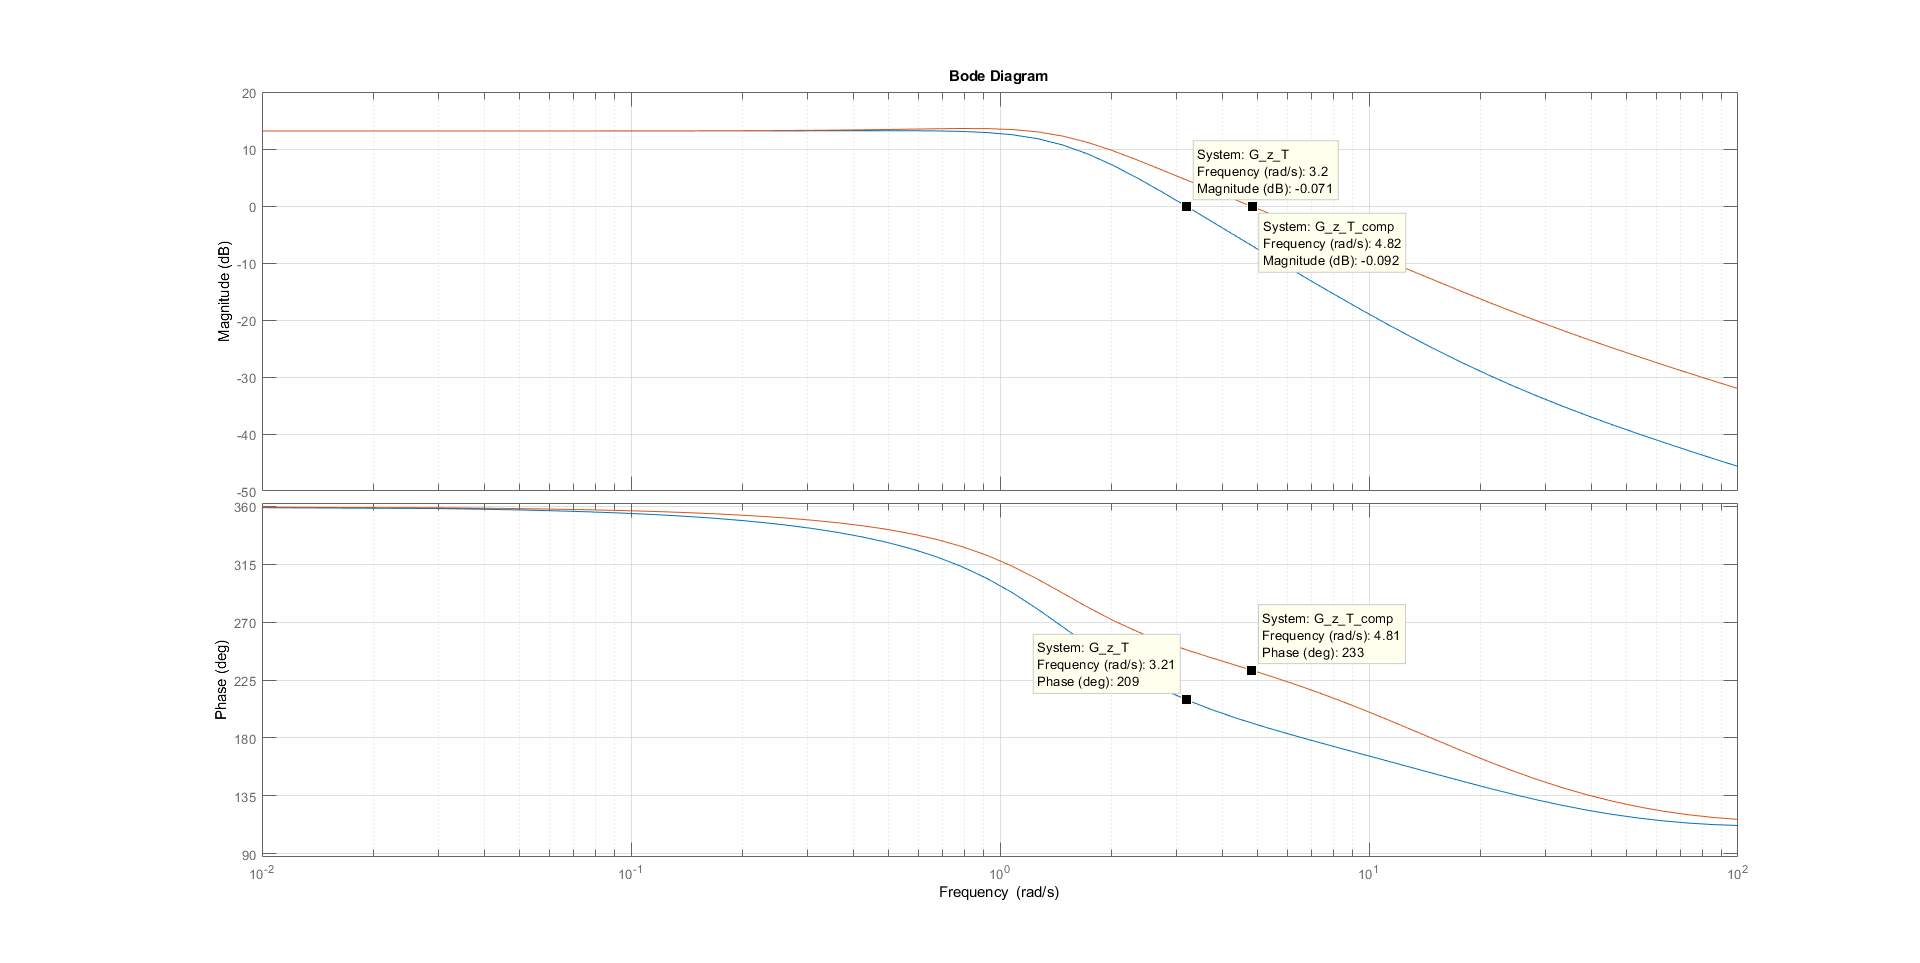 Bode Diagram
20
10
0
-10
-20
-30
-40
-50
Magnitude (dB)
System: G_z_T
Frequency (rad/s): 3.2
Magnitude (dB): -0.071
System: G_z_T_comp
Frequency (rad/s): 4.82
Magnitude (dB): -0.092
360
315
270
225
180
135
90
Phase (deg)
System: G_z_T_comp
Frequency (rad/s): 4.81
Phase (deg): 233
System: G_z_T
Frequency (rad/s): 3.21
Phase (deg): 209
10^-2 10^-1 10^0 10^1 10^2
Frequency (rad/s)